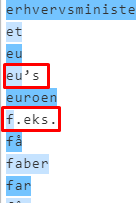 erhvervsministe
et
eu
eu's
euroen
f.eks.
få
faber
far